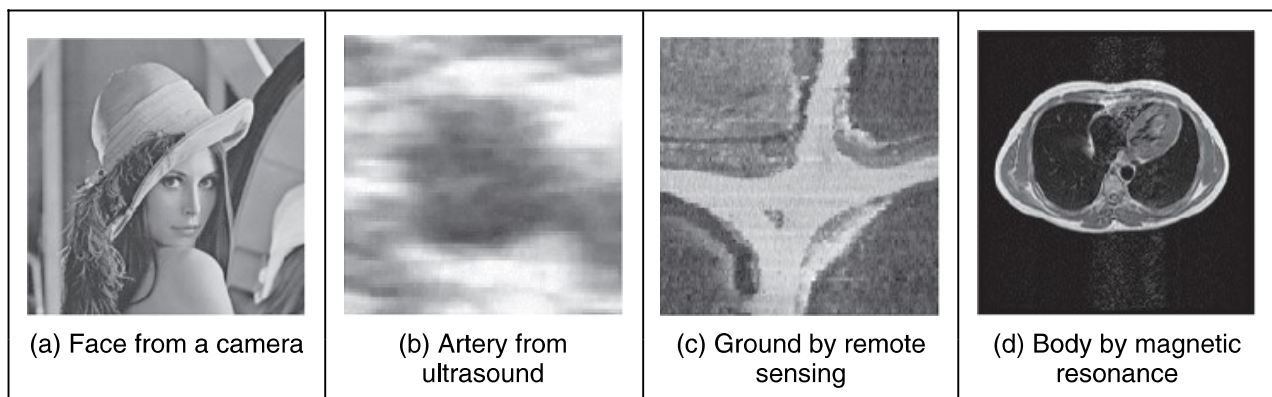 (a) Face from a camera
(b) Artery from
ultrasound
(c) Ground by remote
sensing
(d) Body by magnetic
resonance